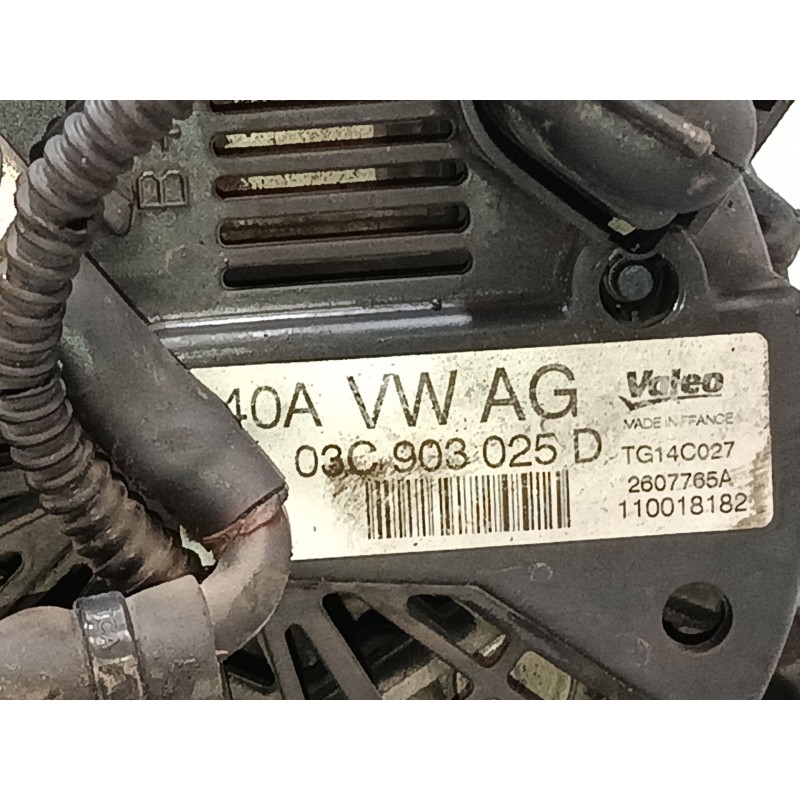 B+
40A VW AG
03C 903 025 D
Valeo
MADE IN FRANCE
TG14C027
2607765A
110018182